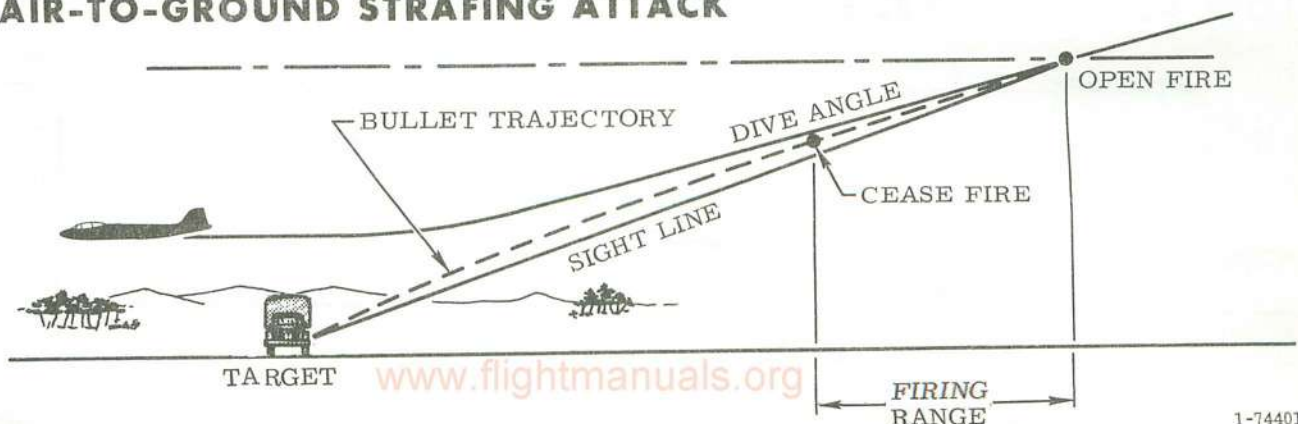 AIR-TO-GROUND STRAFING ATTACK
OPEN FIRE
BULLET TRAJECTORY
DIVE ANGLE
CEASE FIRE
SIGHT LINE
TARGET
www.flightmanuals.org
FIRING
RANGE
1-74401